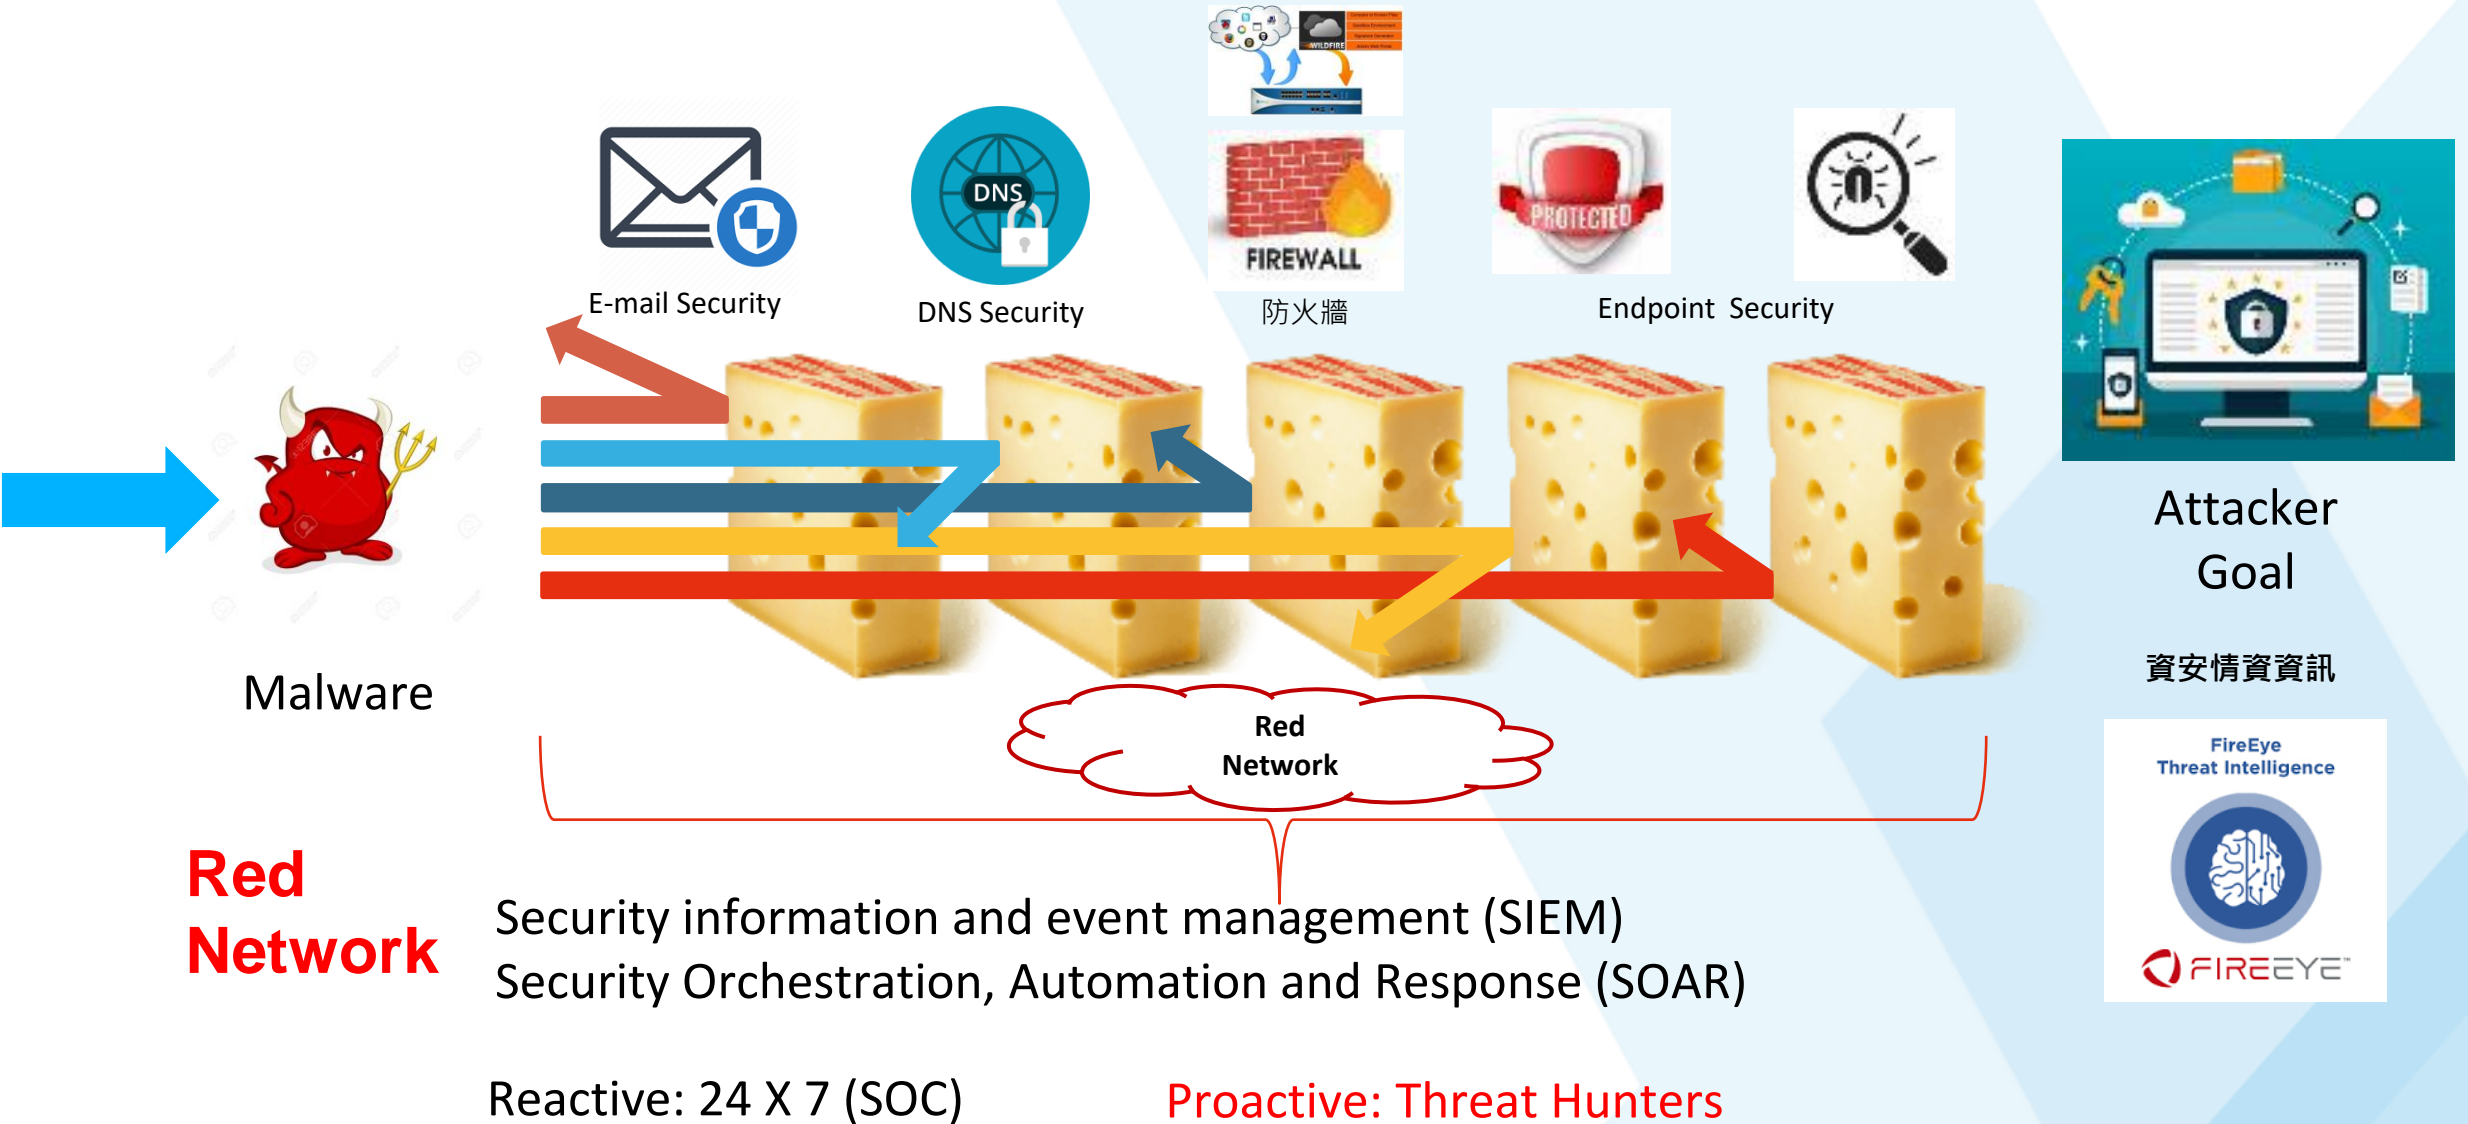 WILDFIRE
DNS
FIREWALL
PROTECTED
E-mail Security
DNS Security
防火牆
Endpoint Security
Malware
Attacker
Goal
資安情資資訊
Red
Network
FireEye
Threat Intelligence
FIREEYE™
Red
Network
Security information and event management (SIEM)
Security Orchestration, Automation and Response (SOAR)
Reactive: 24 X 7 (SOC)
Proactive: Threat Hunters